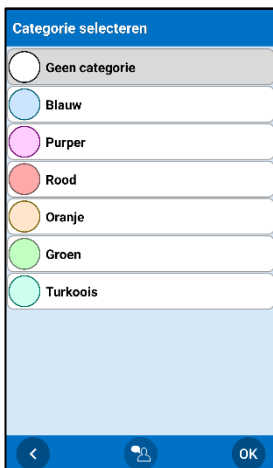 Categorie selecteren
Geen categorie
Blauw
Purper
Rood
Oranje
Groen
Turkoois
OK